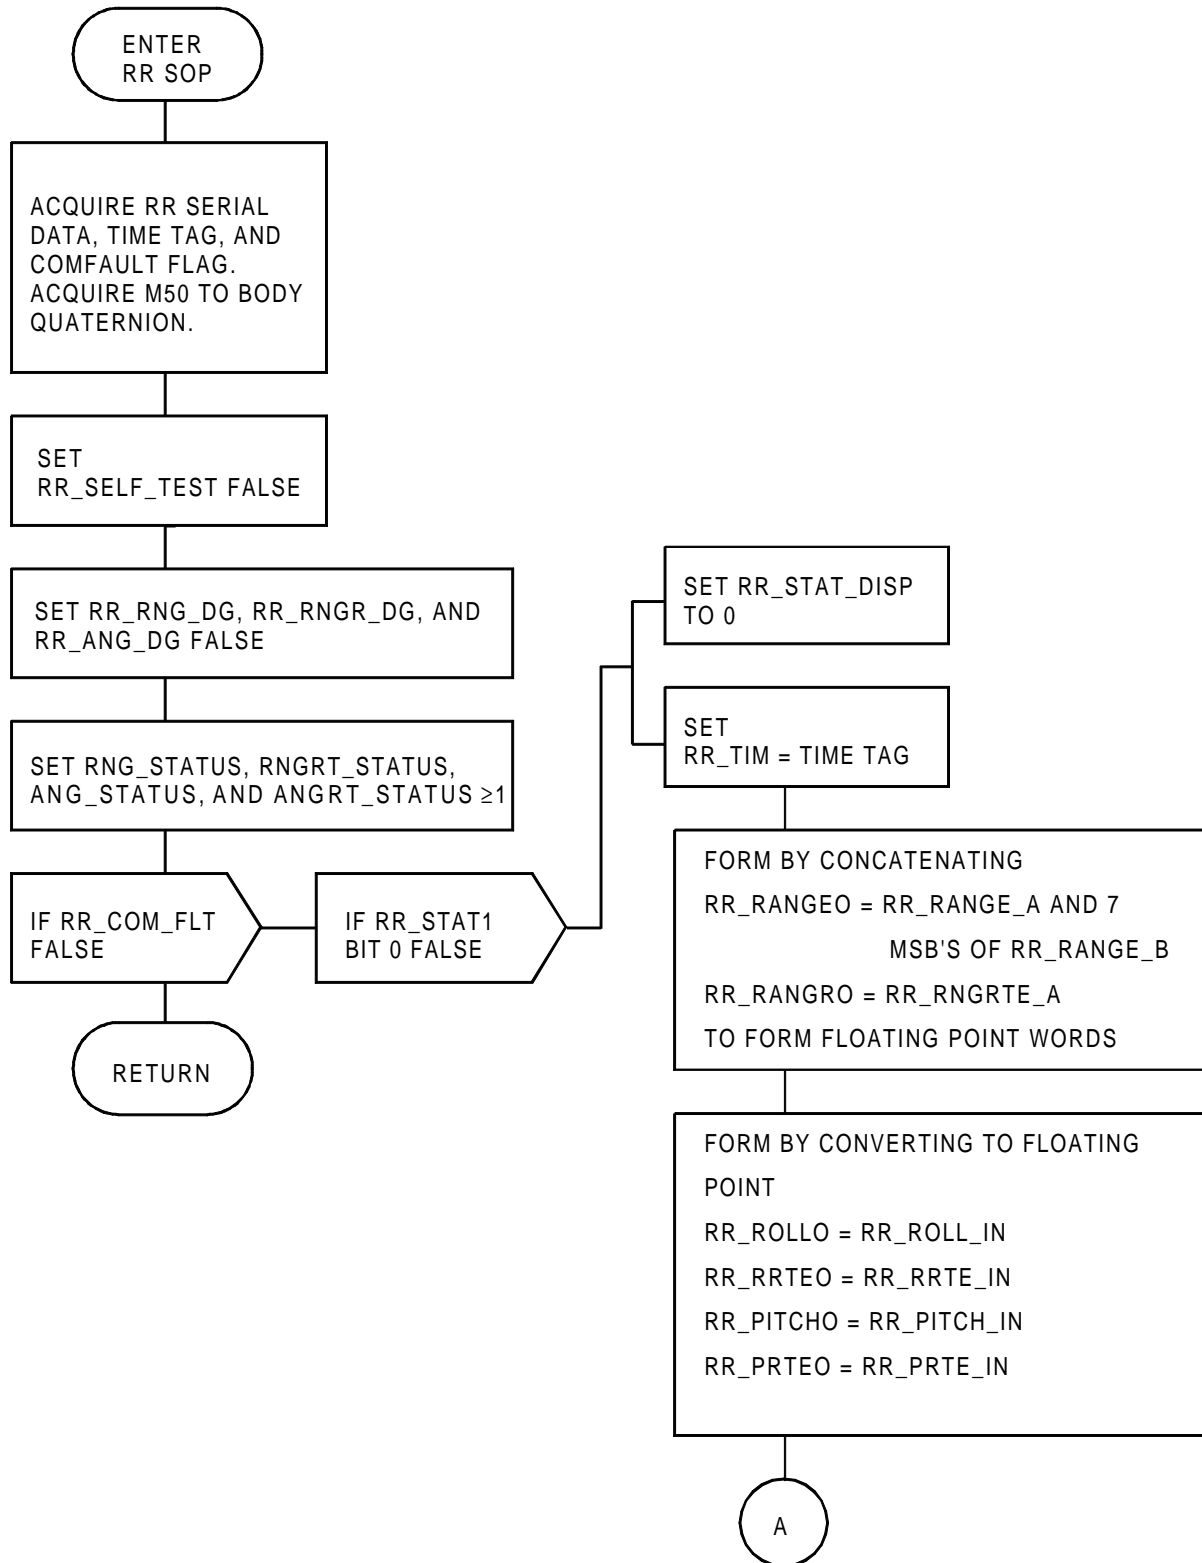 ENTER
RR SOP
ACQUIRE RR SERIAL
DATA, TIME TAG, AND
COMFAULT FLAG.
ACQUIRE M50 TO BODY
QUATERNION.
SET
RR_SELF_TEST FALSE
SET RR_RNG_DG, RR_RNGR_DG, AND
RR_ANG_DG FALSE
SET RNG_STATUS, RNGRT_STATUS,
ANG_STATUS, AND ANGRT_STATUS ≥1
IF RR_COM_FLT
FALSE
RETURN
IF RR_STAT1
BIT 0 FALSE
SET RR_STAT_DISP
TO 0
SET
RR_TIM = TIME TAG
FORM BY CONCATENATING
RR_RANGEO = RR_RANGE_A AND 7
MSB'S OF RR_RANGE_B
RR_RANGRO = RR_RNGRTE_A
TO FORM FLOATING POINT WORDS
FORM BY CONVERTING TO FLOATING
POINT
RR_ROLLO = RR_ROLL_IN
RR_RRTEO = RR_RRTE_IN
RR_PITCHO = RR_PITCH_IN
RR_PRTEO = RR_PRTE_IN
A